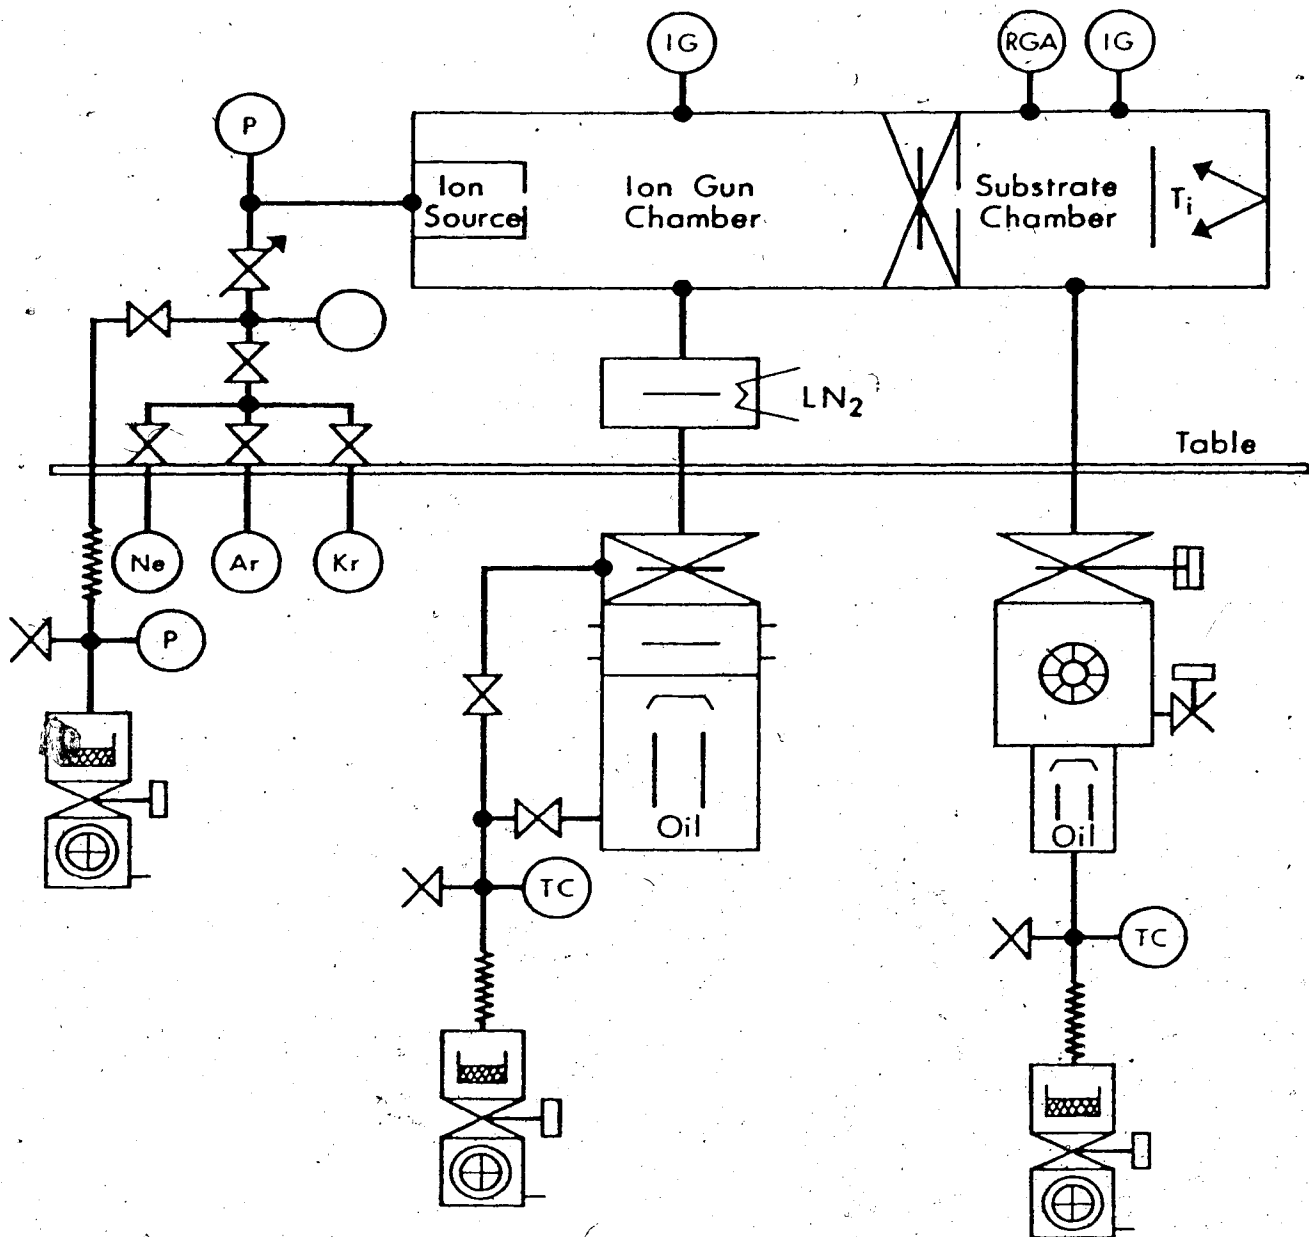 IG
RGA
IG
P
Ion
Source
Ion Gun
Chamber
Substrate
Chamber
Ti
LN2
Table
Ne
Ar
Kr
P
Oil
Oil
TC
TC